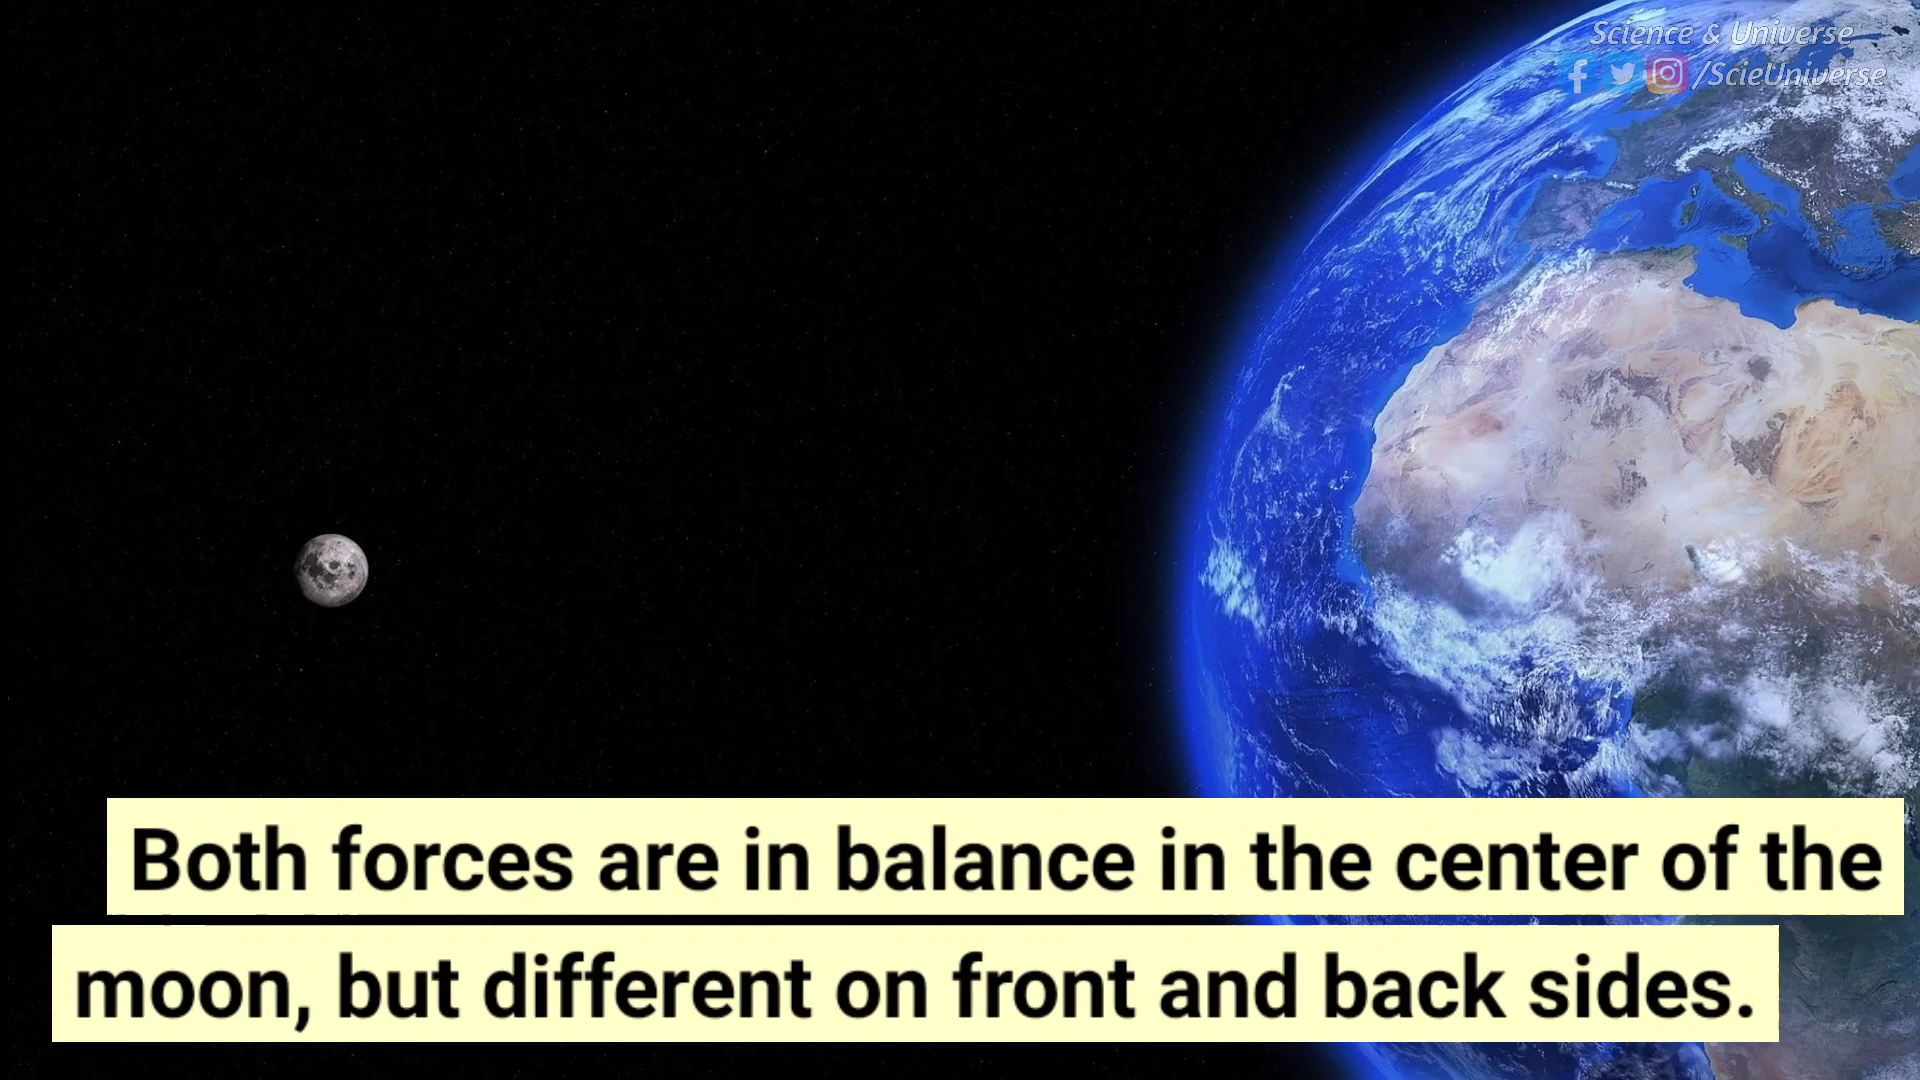 Science & Universe
/ScieUniverse
Both forces are in balance in the center of the
moon, but different on front and back sides.